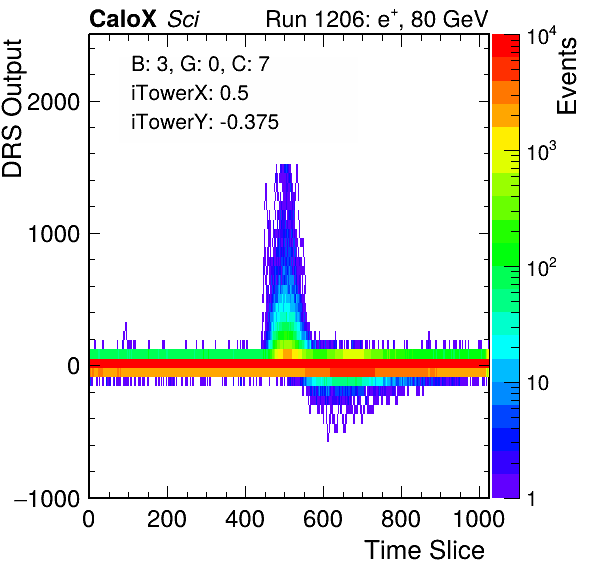 CaloX Sci
Run 1206: e⁺, 80 GeV
B: 3, G: 0, C: 7
iTowerX: 0.5
iTowerY: -0.375
DRS Output
2000
1000
0
−1000
0 200 400 600 800 1000
Time Slice
10⁴
10³
10²
10
1
Events